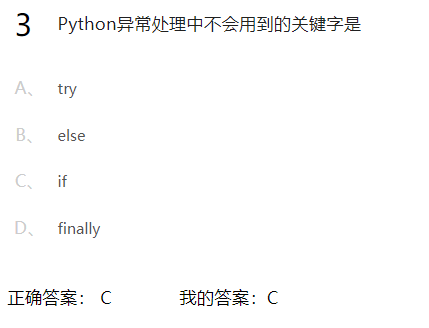 3 Python异常处理中不会用到的关键字是
A、 try
B、 else
C、 if
D、 finally
正确答案： C 我的答案：C